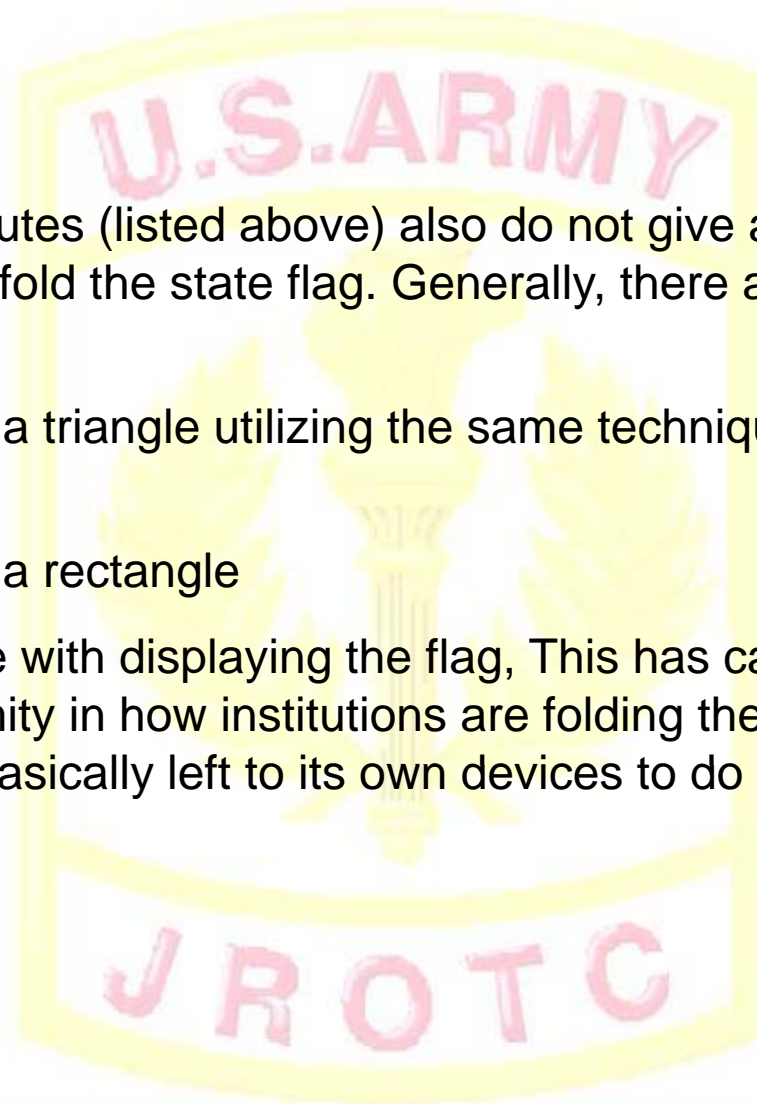 U.S.ARMY
utes (listed above) also do not give a
fold the state flag. Generally, there a
a triangle utilizing the same techniqu
a rectangle
e with displaying the flag, This has ca
nity in how institutions are folding the
asically left to its own devices to do
JROTC